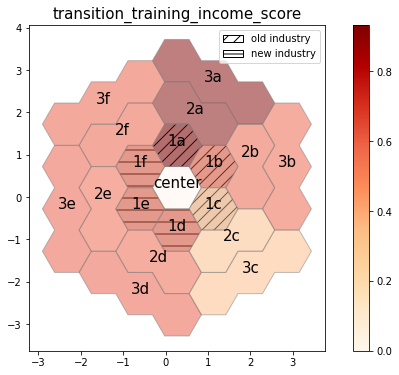 transition_training_income_score
old industry
new industry
4
3
2
1
0
−1
−2
−3
−3
−2
−1
0
1
2
3
3a
3f
2a
2f
1a
2b
1f
1b
3b
center
2e
3e
1e
1c
1d
2c
2d
3c
3d
0.8
0.6
0.4
0.2
0.0